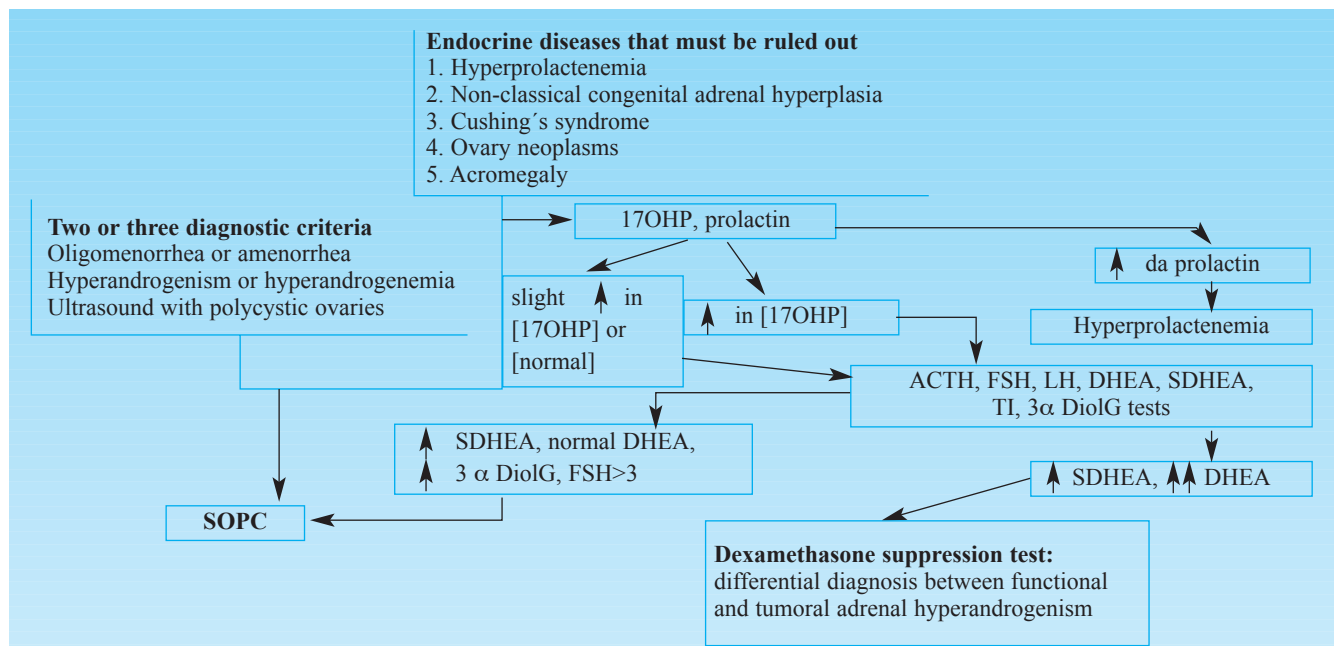 Endocrine diseases that must be ruled out
1. Hyperprolactenemia
2. Non-classical congenital adrenal hyperplasia
3. Cushing´s syndrome
4. Ovary neoplasms
5. Acromegaly
Two or three diagnostic criteria
Oligomenorrhea or amenorrhea
Hyperandrogenism or hyperandrogenemia
Ultrasound with polycystic ovaries
17OHP, prolactin
↑ da prolactin
Hyperprolactenemia
slight ↑ in
[17OHP] or
[normal]
↑ in [17OHP]
ACTH, FSH, LH, DHEA, SDHEA,
TI, 3α DiolG tests
↑ SDHEA, normal DHEA,
↑ 3 α DiolG, FSH>3
↑ SDHEA, ↑↑ DHEA
SOPC
Dexamethasone suppression test:
differential diagnosis between functional
and tumoral adrenal hyperandrogenism